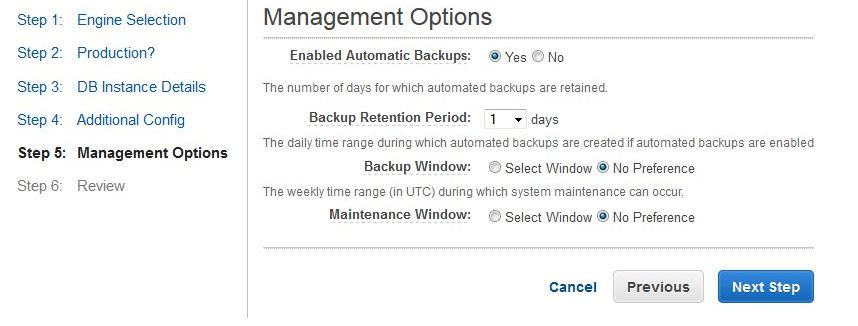 Step 1: Engine Selection
Step 2: Production?
Step 3: DB Instance Details
Step 4: Additional Config
Step 5: Management Options
Step 6: Review
Management Options
Enabled Automatic Backups: Yes No
The number of days for which automated backups are retained.
Backup Retention Period: 1 days
The daily time range during which automated backups are created if automated backups are enabled
Backup Window: Select Window No Preference
The weekly time range (in UTC) during which system maintenance can occur.
Maintenance Window: Select Window No Preference
Cancel Previous Next Step